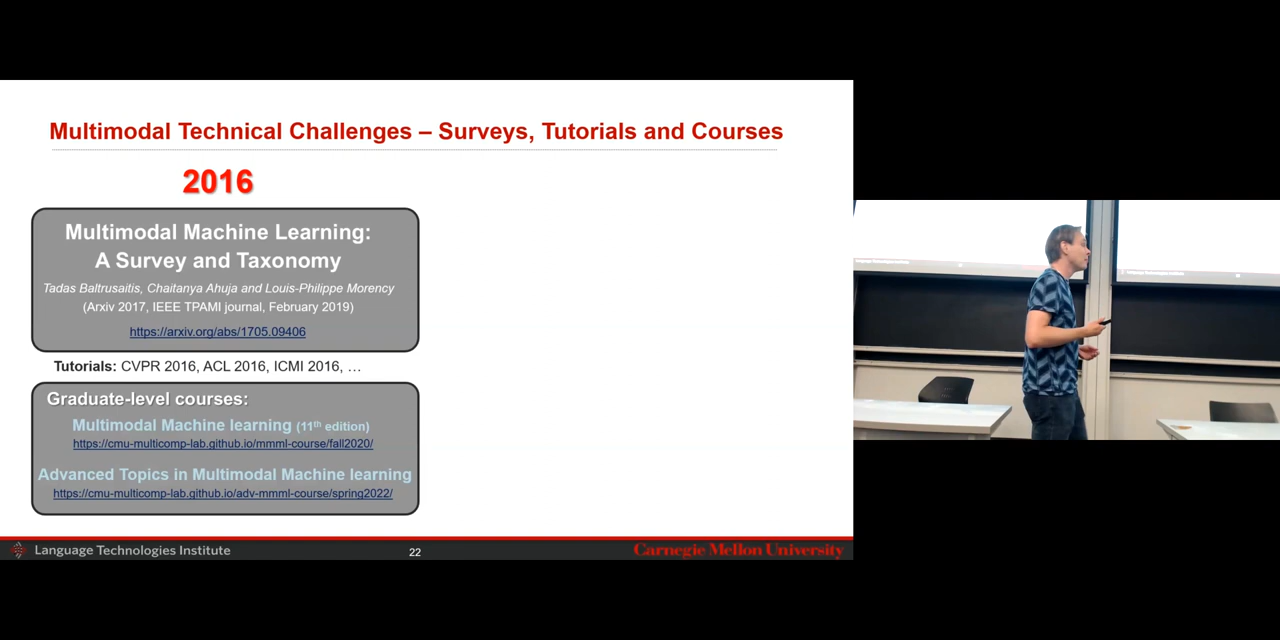 Multimodal Technical Challenges – Surveys, Tutorials and Courses
2016
Multimodal Machine Learning:
A Survey and Taxonomy
Tadas Baltrusaitis, Chaitanya Ahuja and Louis-Philippe Morency
(Arxiv 2017, IEEE TPAMI journal, February 2019)
https://arxiv.org/abs/1705.09406
Tutorials: CVPR 2016, ACL 2016, ICMI 2016, …
Graduate-level courses:
Multimodal Machine learning (11th edition)
https://cmu-multicomp-lab.github.io/mmml-course/fall2020/
Advanced Topics in Multimodal Machine learning
https://cmu-multicomp-lab.github.io/adv-mmml-course/spring2022/
Language Technologies Institute
22
Carnegie Mellon University